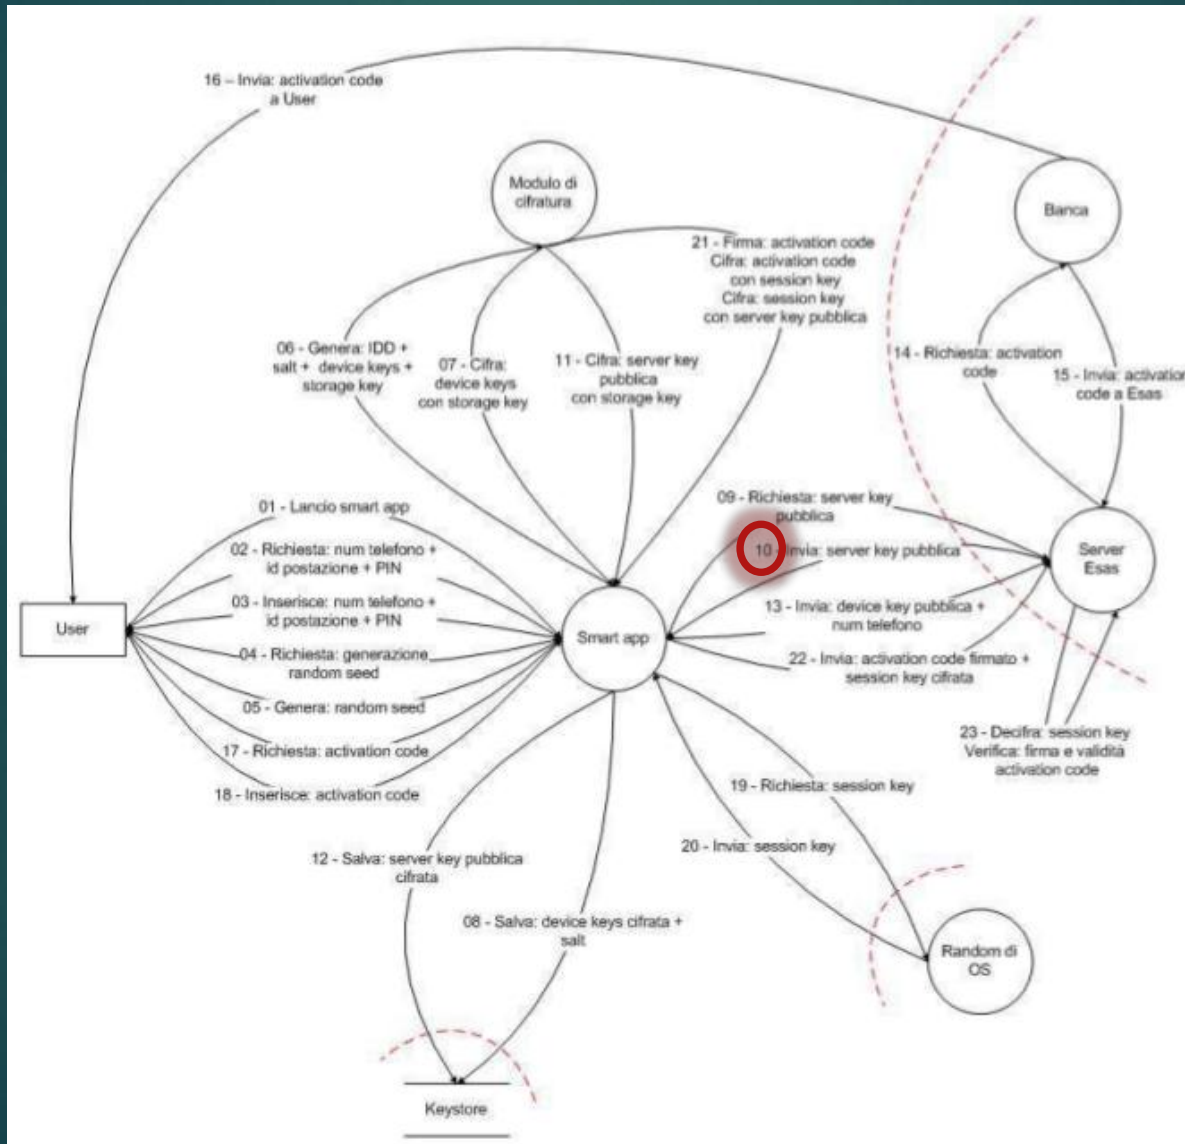 16 – Invia: activation code
a User
Modulo di
cifratura
Banca
21 - Firma: activation code
Cifra: activation code
con session key
Cifra: session key
con server key pubblica
06 - Genera: IDD +
salt + device keys +
storage key
07 - Cifra:
device keys
con storage key
11 - Cifra: server key
pubblica
con storage key
14 - Richiesta: activation
code
15 - Invia: activation
code a Esas
09 - Richiesta: server key
pubblica
10 - Invia: server key pubblica
Server
Esas
01 - Lancio smart app
02 - Richiesta: num telefono +
id postazione + PIN
03 - Inserisce: num telefono +
id postazione + PIN
User
04 - Richiesta: generazione
random seed
05 - Genera: random seed
17 - Richiesta: activation code
18 - Inserisce: activation code
Smart app
13 - Invia: device key pubblica +
num telefono
22 - Invia: activation code firmato +
session key cifrata
23 - Decifra: session key
Verifica: firma e validità
activation code
19 - Richiesta: session key
20 - Invia: session key
12 - Salva: server key pubblica
cifrata
08 - Salva: device keys cifrata +
salt
Random di
OS
Keystore